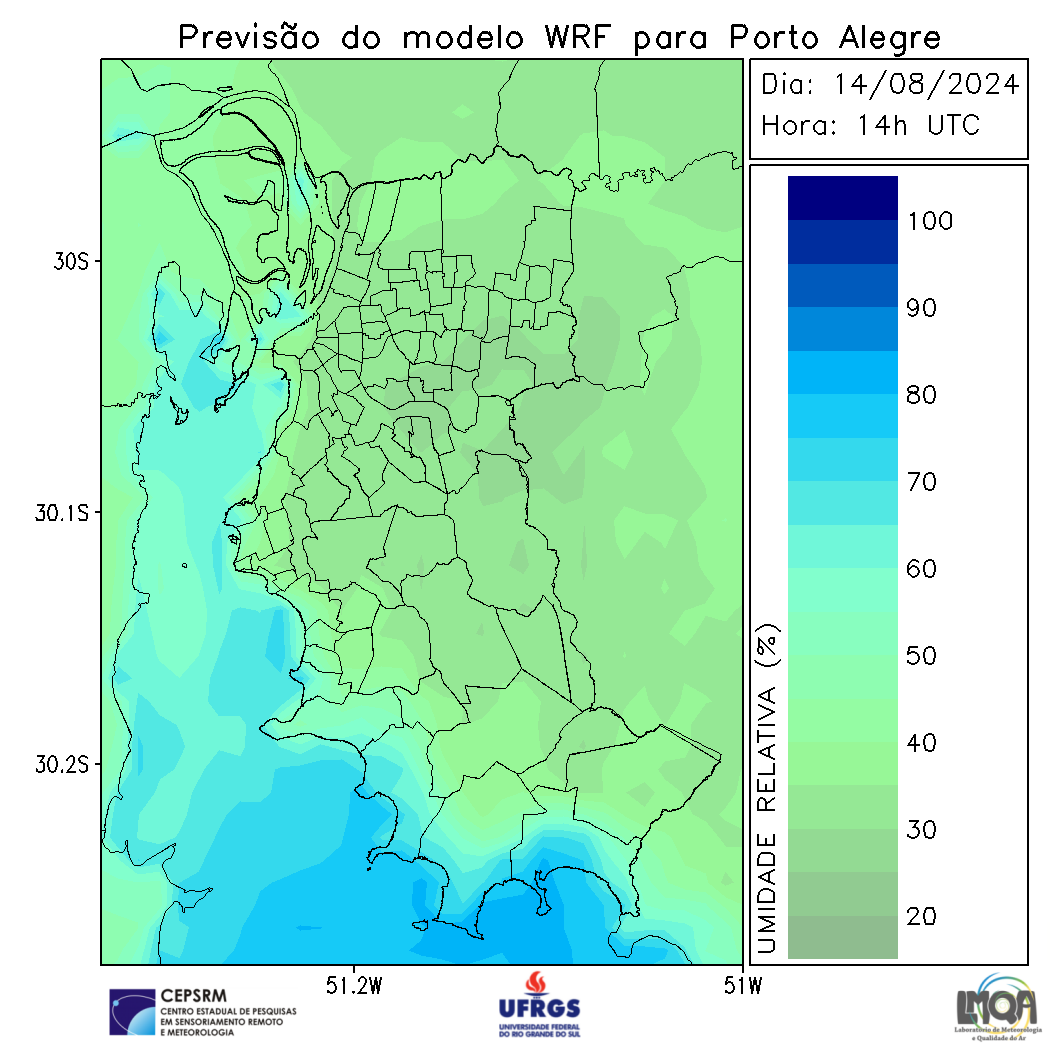 Previsão do modelo WRF para Porto Alegre
Dia: 14/08/2024
Hora: 14h UTC
30S
30.1S
30.2S
51.2W
51W
100
90
80
70
60
50
40
30
20
UMIDADE RELATIVA (%)
CEPSRM
CENTRO ESTADUAL DE PESQUISAS
EM SENSORIAMENTO REMOTO
E METEOROLOGIA
UFRGS
UNIVERSIDADE FEDERAL
DO RIO GRANDE DO SUL
LMQA
Laboratório de Meteorologia
e Qualidade do Ar